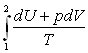 ∫₁² (dU + pdV)/T